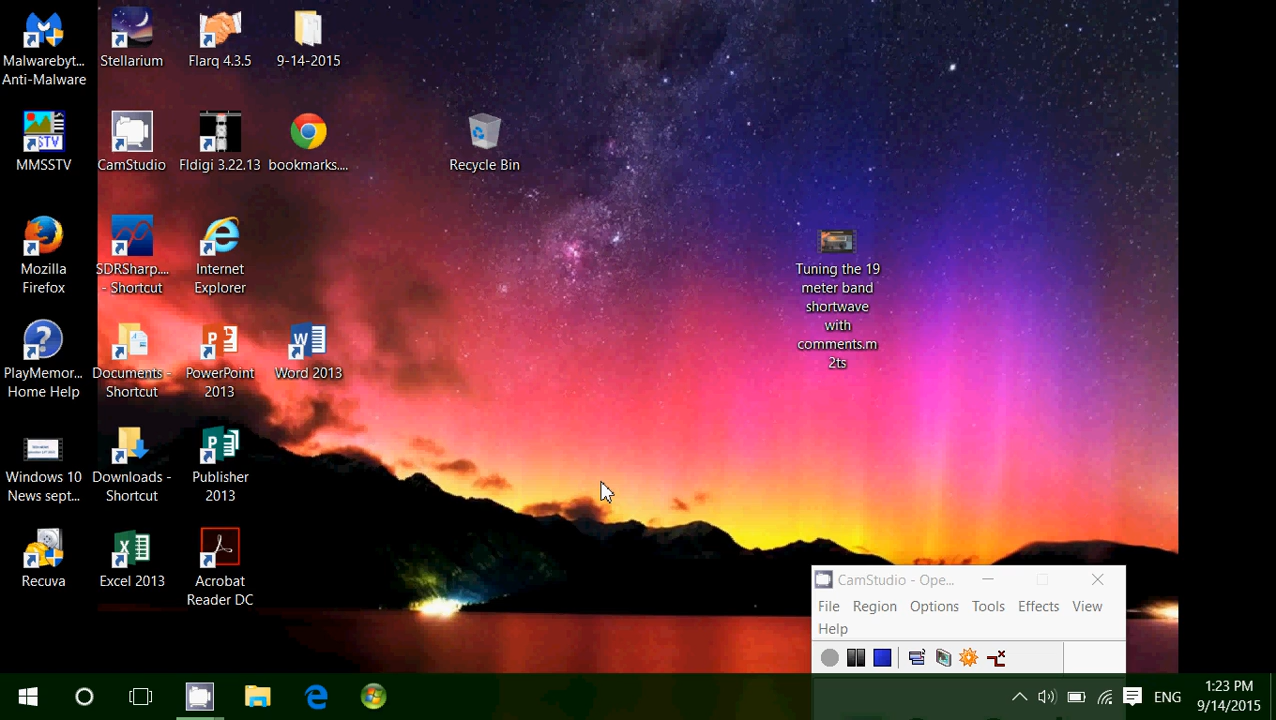 Malwarebyt...
Anti-Malware
Stellarium
Flarq 4.3.5
9-14-2015
MMSSTV
CamStudio
Fldigi 3.22.13
bookmarks....
Recycle Bin
Mozilla
Firefox
SDRSharp....
- Shortcut
Internet
Explorer
Tuning the 19
meter band
shortwave
with
comments.m
2ts
PlayMemor...
Home Help
Documents -
Shortcut
PowerPoint
2013
Word 2013
Windows 10
News sept...
Downloads -
Shortcut
Publisher
2013
Recuva
Excel 2013
Acrobat
Reader DC
CamStudio - Ope...
File Region Options Tools Effects View
Help
ENG
1:23 PM
9/14/2015